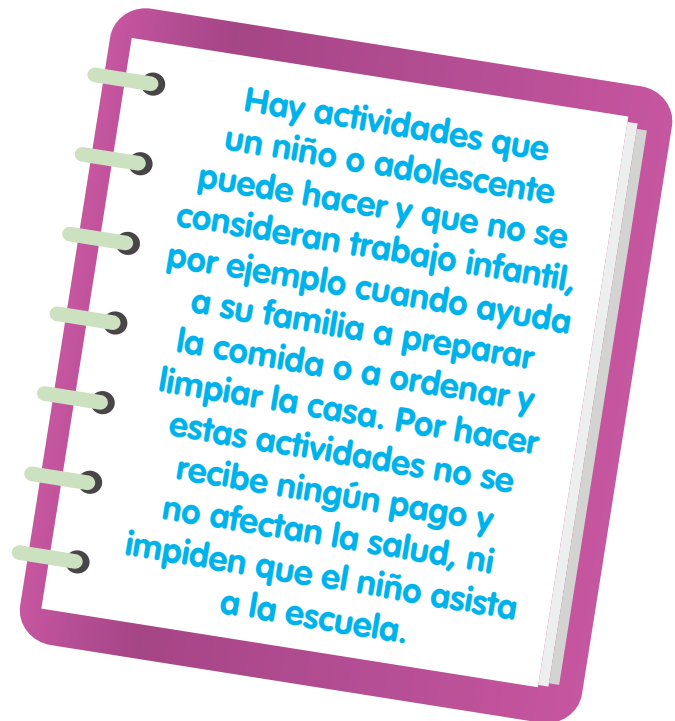 Hay actividades que
un niño o adolescente
puede hacer y que no se
consideran trabajo infantil,
por ejemplo cuando ayuda
a su familia a preparar
la comida o a ordenar y
limpiar la casa. Por hacer
estas actividades no se
recibe ningún pago y
no afectan la salud, ni
impiden que el niño asista
a la escuela.